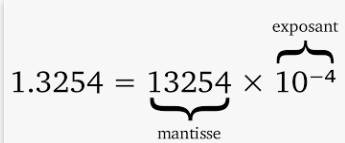 exposant
1.3254 = 13254 × 10⁻⁴
mantisse